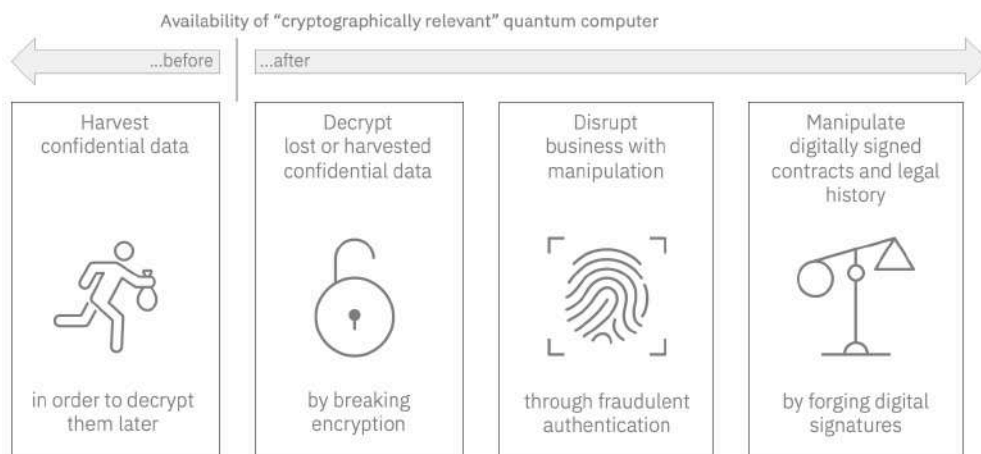 Availability of “cryptographically relevant” quantum computer
...before
...after
Harvest
confidential data
in order to decrypt
them later
Decrypt
lost or harvested
confidential data
by breaking
encryption
Disrupt
business with
manipulation
through fraudulent
authentication
Manipulate
digitally signed
contracts and legal
history
by forging digital
signatures